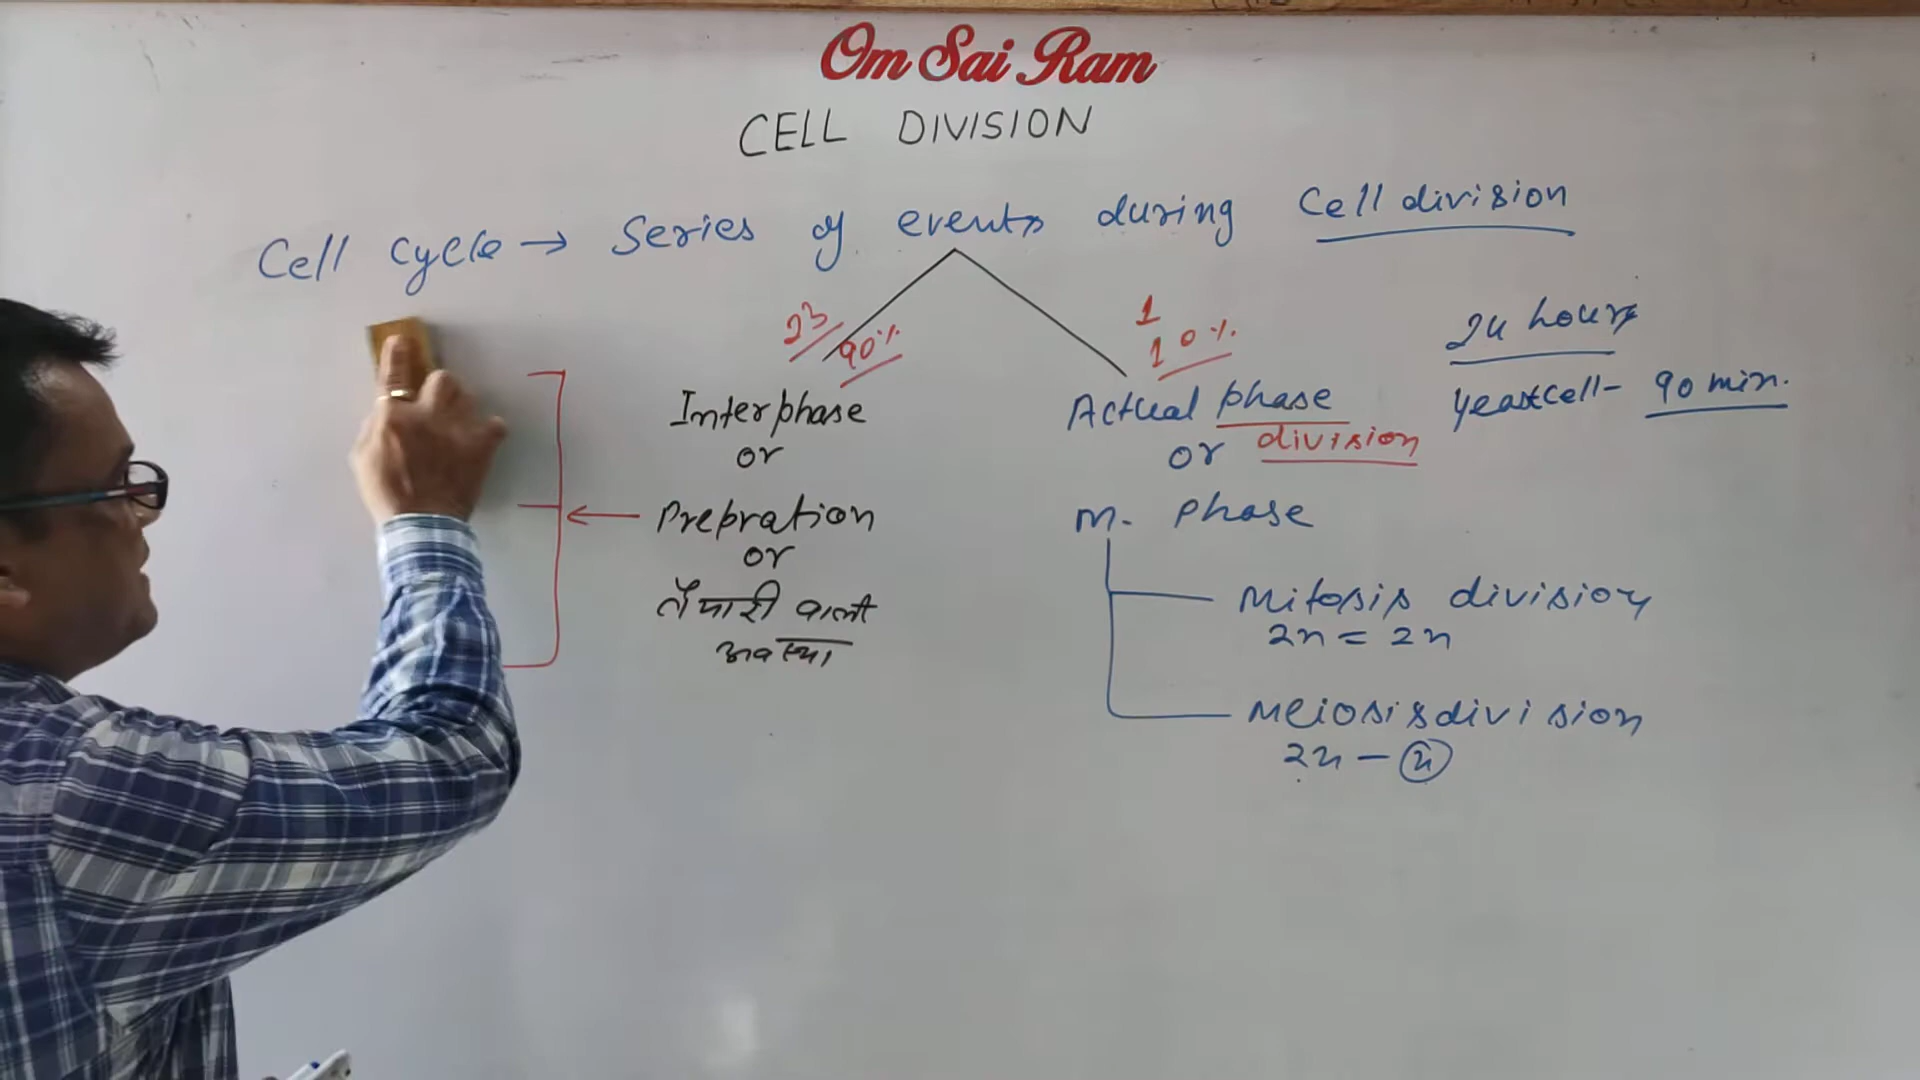 Om Sai Ram
CELL DIVISION
Cell cycle → Series of events during Cell division
23 90%
1
10%
24 hours
yeastcell- 90 min.
Interphase
or
Prepration
or
तैयारी वाली
अवस्था
Actual phase
or division
M. Phase
Mitosis division
2n = 2n
Meiosis division
2n - n